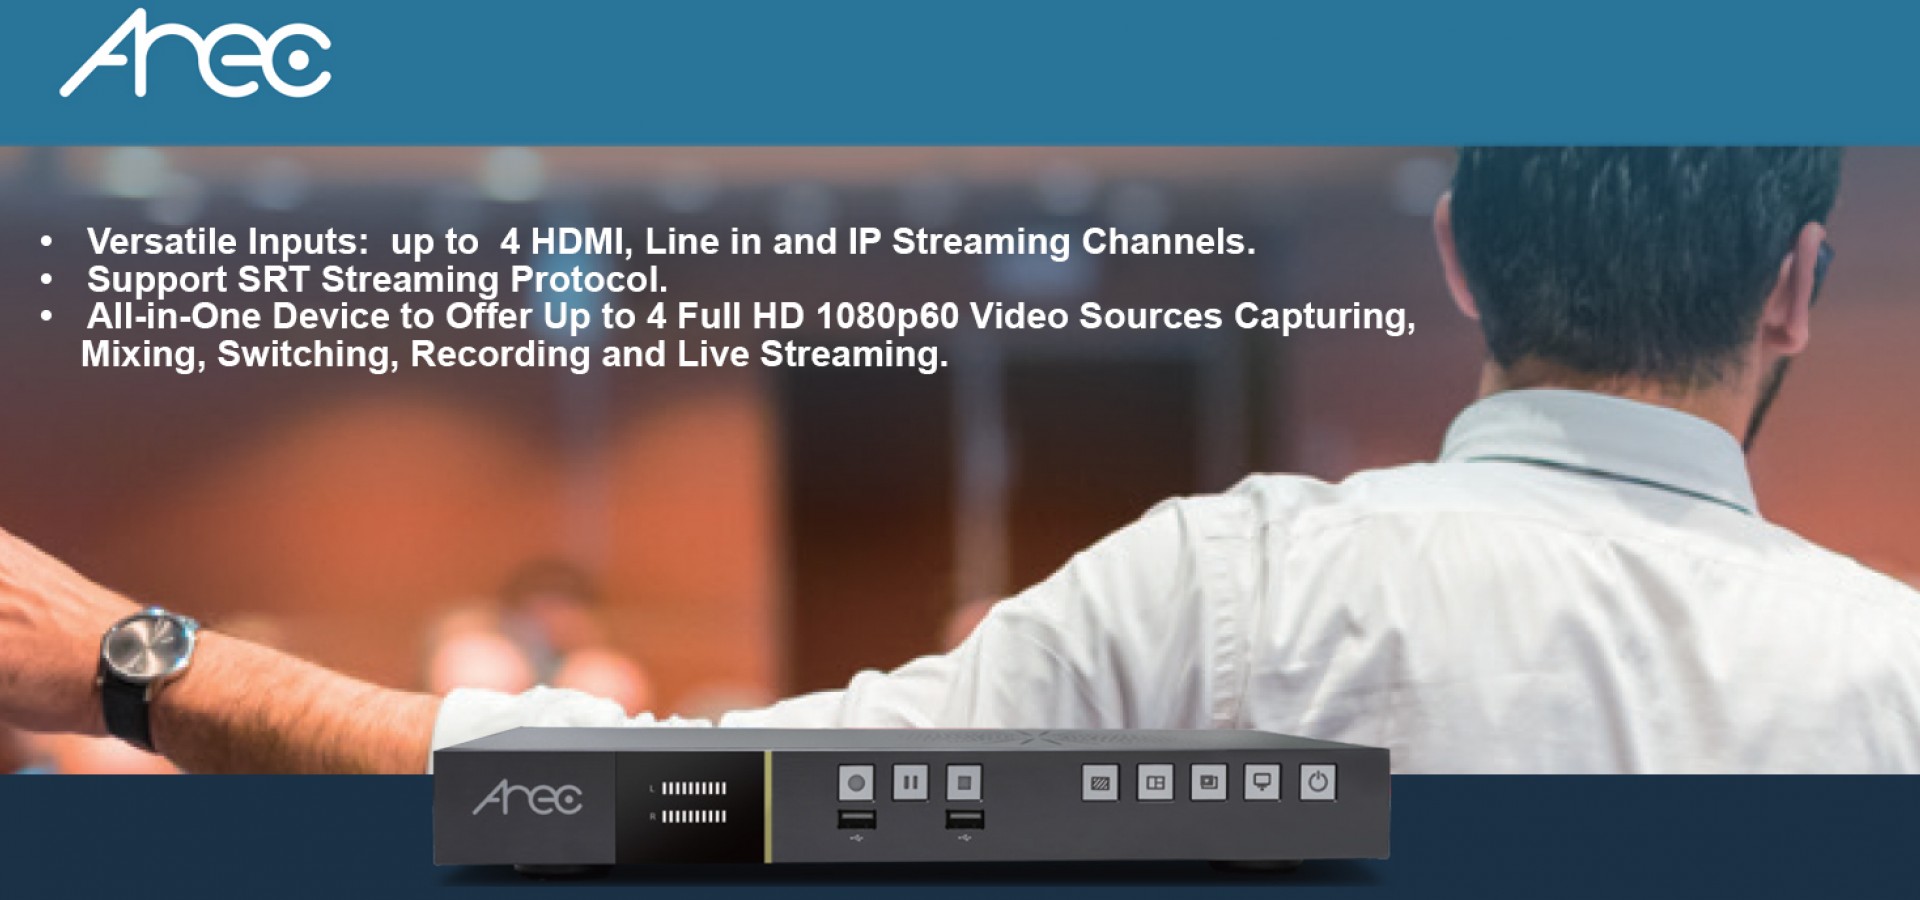 Arec
• Versatile Inputs:  up to  4 HDMI, Line in and IP Streaming Channels.
• Support SRT Streaming Protocol.
• All-in-One Device to Offer Up to 4 Full HD 1080p60 Video Sources Capturing,
Mixing, Switching, Recording and Live Streaming.
Arec
L
R